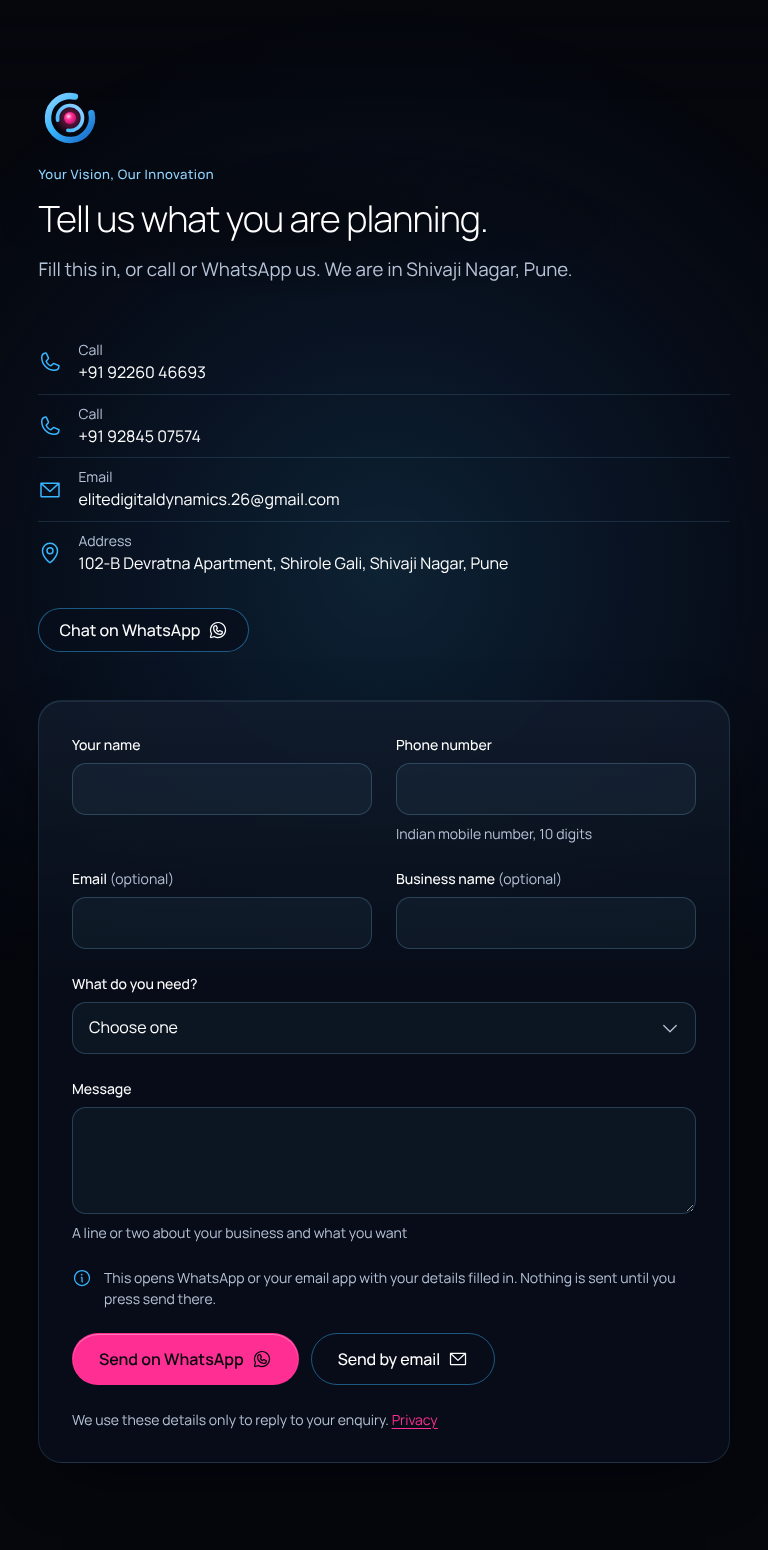 Your Vision, Our Innovation
Tell us what you are planning.
Fill this in, or call or WhatsApp us. We are in Shivaji Nagar, Pune.
Call
+91 92260 46693
Call
+91 92845 07574
Email
elitedigitaldynamics.26@gmail.com
Address
102-B Devratna Apartment, Shirole Gali, Shivaji Nagar, Pune
Chat on WhatsApp
Your name
Phone number
Indian mobile number, 10 digits
Email (optional)
Business name (optional)
What do you need?
Choose one
Message
A line or two about your business and what you want
This opens WhatsApp or your email app with your details filled in. Nothing is sent until you
press send there.
Send on WhatsApp
Send by email
We use these details only to reply to your enquiry. Privacy